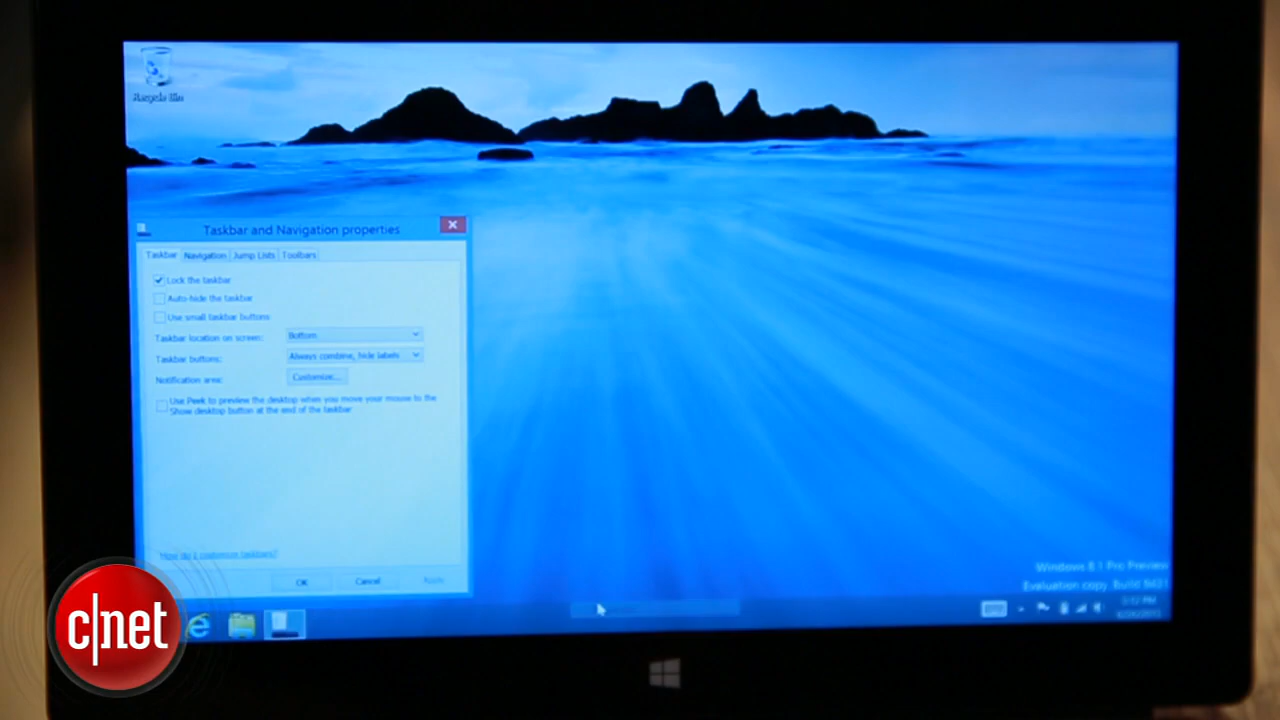 Recycle Bin
Taskbar and Navigation properties
Taskbar Navigation Jump Lists Toolbars
Lock the taskbar
Auto-hide the taskbar
Use small taskbar buttons
Taskbar location on screen: Bottom
Taskbar buttons: Always combine, hide labels
Notification area: Customize...
Use Peek to preview the desktop when you move your mouse to the
Show desktop button at the end of the taskbar
How do I customize taskbars?
OK Cancel Apply
Windows 8.1 Pro Preview
Evaluation copy. Build
c|net